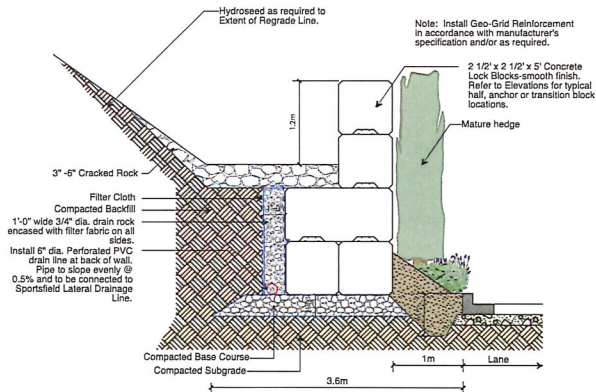 Hydroseed as required to
Extent of Regrade Line.
Note: Install Geo-Grid Reinforcement
in accordance with manufacturer's
specification and/or as required.
2 1/2' x 2 1/2' x 5' Concrete
Lock Blocks-smooth finish.
Refer to Elevations for typical
half, anchor or transition block
locations.
Mature hedge
1.2m
3" -6" Cracked Rock
Filter Cloth
Compacted Backfill
1'-0" wide 3/4" dia. drain rock
encased with filter fabric on all
sides.
Install 6" dia. Perforated PVC
drain line at back of wall.
Pipe to slope evenly @
0.5% and to be connected to
Sportsfield Lateral Drainage
Line.
Compacted Base Course
Compacted Subgrade
1m
Lane
3.6m